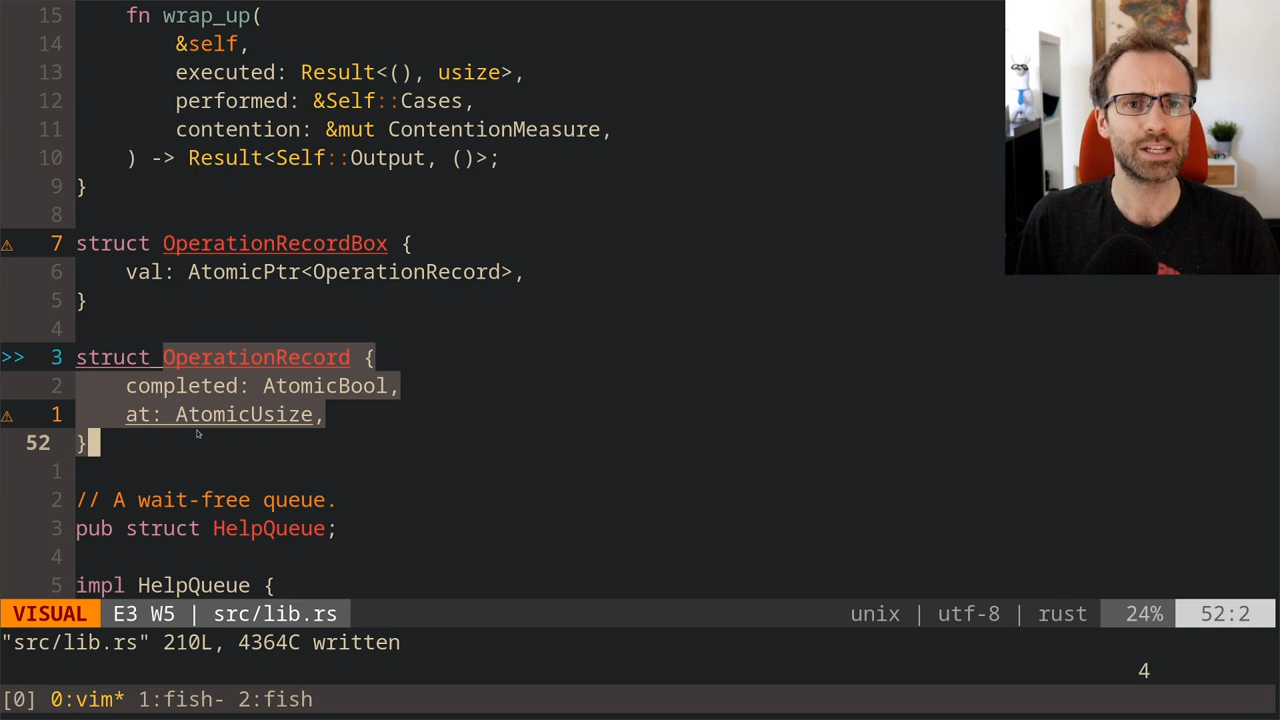 15 fn wrap_up(
14 &self,
13 executed: Result<(), usize>,
12 performed: &Self::Cases,
11 contention: &mut ContentionMeasure,
10 ) -> Result<Self::Output, ()>;
9 }
8
⚠ 7 struct OperationRecordBox {
6 val: AtomicPtr<OperationRecord>,
5 }
4
>> 3 struct OperationRecord {
2 completed: AtomicBool,
⚠ 1 at: AtomicUsize,
52 }
1
2 // A wait-free queue.
3 pub struct HelpQueue;
4
5 impl HelpQueue {
VISUAL E3 W5 | src/lib.rs unix | utf-8 | rust 24% 52:2
"src/lib.rs" 210L, 4364C written
4
[0] 0:vim* 1:fish- 2:fish